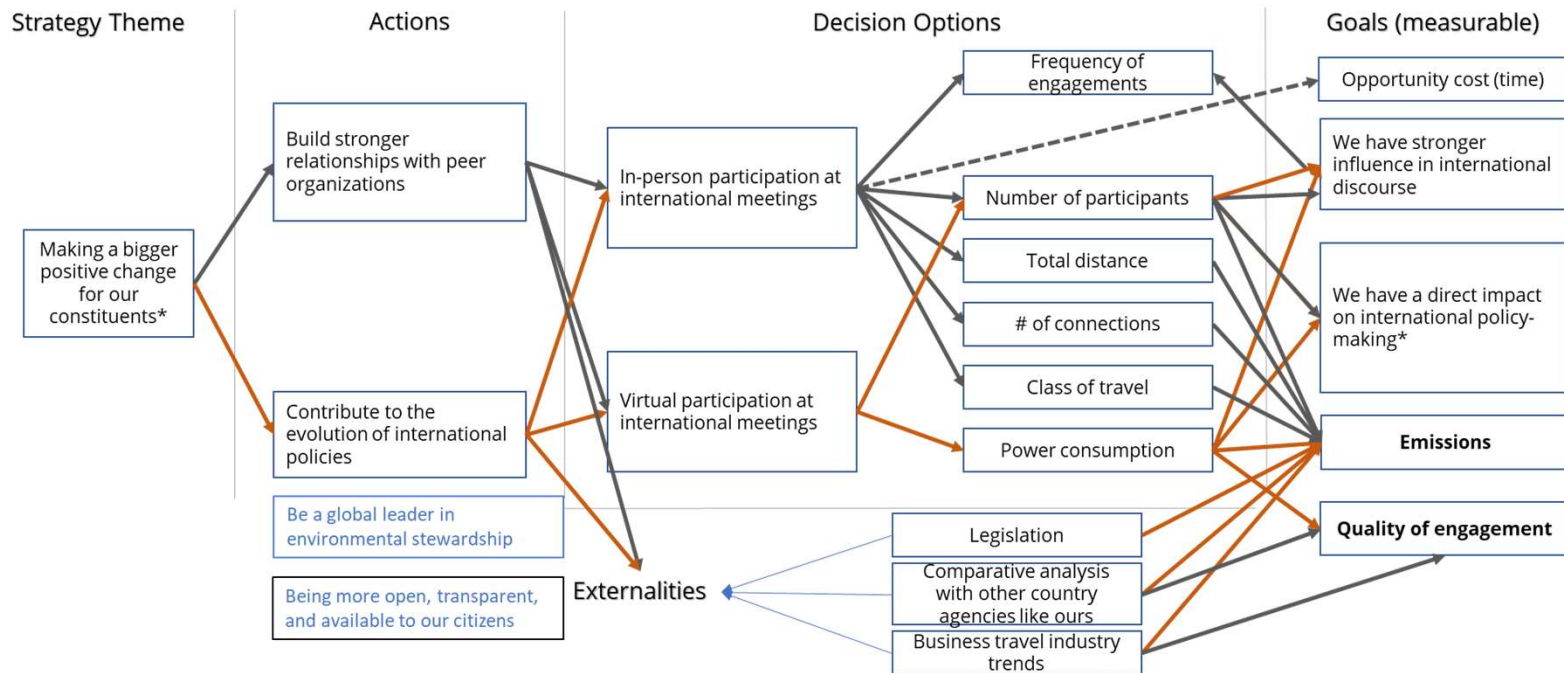 Strategy Theme
Actions
Decision Options
Goals (measurable)
Making a bigger
positive change
for our
constituents*
Build stronger
relationships with peer
organizations
Contribute to the
evolution of international
policies
Be a global leader in
environmental stewardship
Being more open, transparent,
and available to our citizens
In-person participation at
international meetings
Virtual participation at
international meetings
Externalities
Frequency of
engagements
Number of participants
Total distance
# of connections
Class of travel
Power consumption
Legislation
Comparative analysis
with other country
agencies like ours
Business travel industry
trends
Opportunity cost (time)
We have stronger
influence in international
discourse
We have a direct impact
on international policy-
making*
Emissions
Quality of engagement